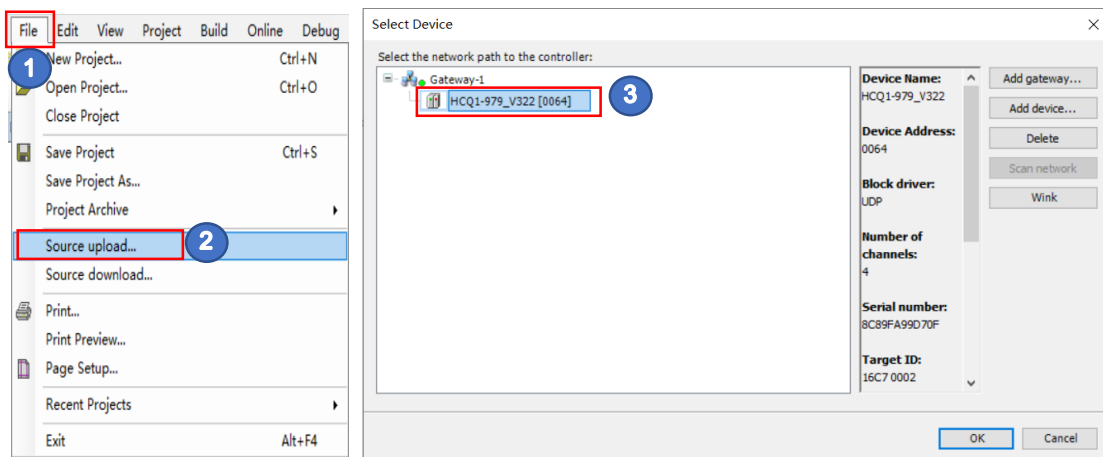 File Edit View Project Build Online Debug
1
New Project... Ctrl+N
Open Project... Ctrl+O
Close Project
Save Project Ctrl+S
Save Project As...
Project Archive
Source upload...
2
Source download...
Print...
Print Preview...
Page Setup...
Recent Projects
Exit Alt+F4
Select Device
Select the network path to the controller:
Gateway-1
HCQ1-979_V322 [0064]
3
Device Name:
HCQ1-979_V322
Device Address:
0064
Block driver:
UDP
Number of
channels:
4
Serial number:
8C89FA99D70F
Target ID:
16C7 0002
Add gateway...
Add device...
Delete
Scan network
Wink
OK
Cancel